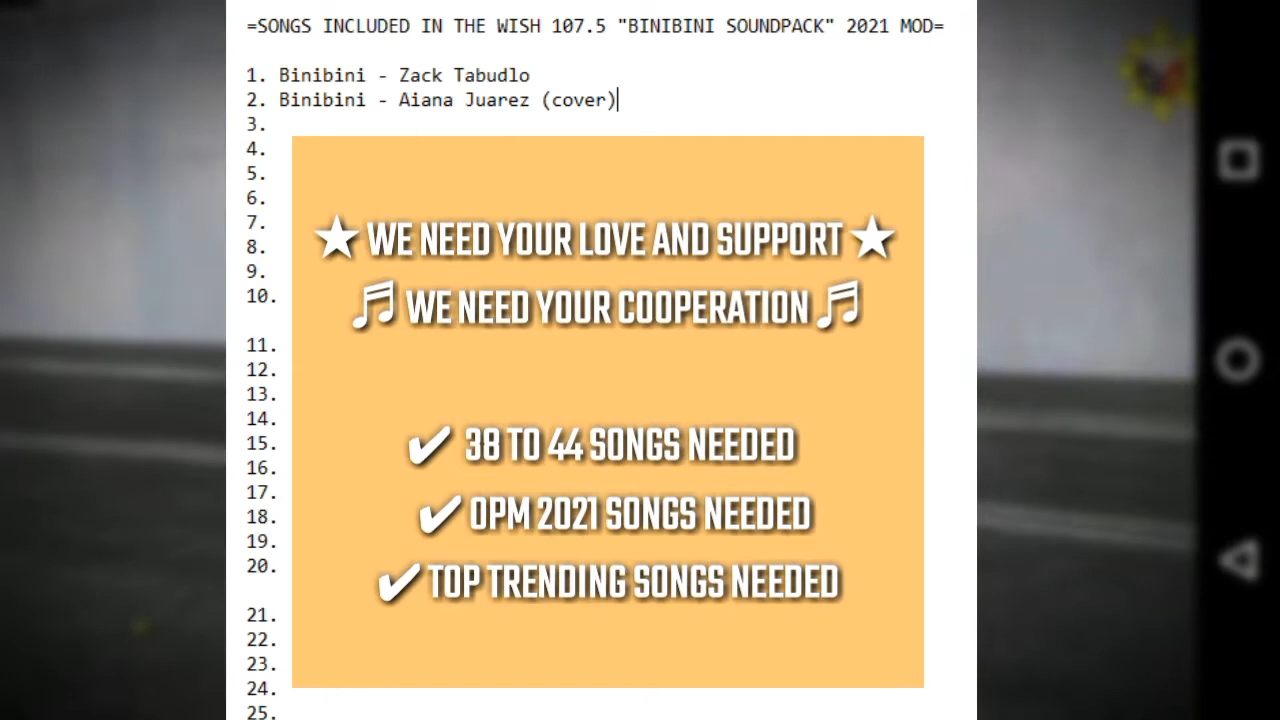 =SONGS INCLUDED IN THE WISH 107.5 "BINIBINI SOUNDPACK" 2021 MOD=
1. Binibini - Zack Tabudlo
2. Binibini - Aiana Juarez (cover)
3.
4.
5.
6.
7.
8.
9.
10.
11.
12.
13.
14.
15.
16.
17.
18.
19.
20.
21.
22.
23.
24.
25.
★ WE NEED YOUR LOVE AND SUPPORT ★
🎵 WE NEED YOUR COOPERATION 🎵
✔ 38 TO 44 SONGS NEEDED
✔ OPM 2021 SONGS NEEDED
✔ TOP TRENDING SONGS NEEDED